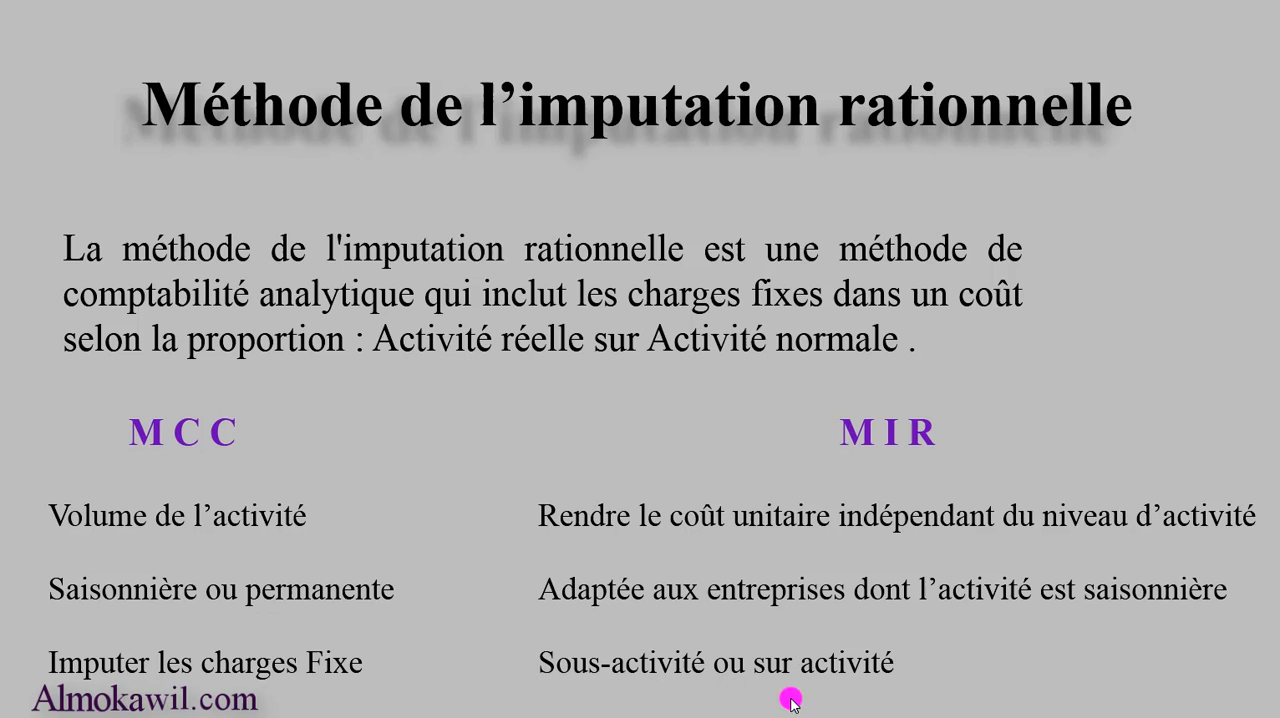 Méthode de l’imputation rationnelle
La méthode de l'imputation rationnelle est une méthode de
comptabilité analytique qui inclut les charges fixes dans un coût
selon la proportion : Activité réelle sur Activité normale .
M C C
M I R
Volume de l’activité
Rendre le coût unitaire indépendant du niveau d’activité
Saisonnière ou permanente
Adaptée aux entreprises dont l’activité est saisonnière
Imputer les charges Fixe
Sous-activité ou sur activité
Almokawil.com